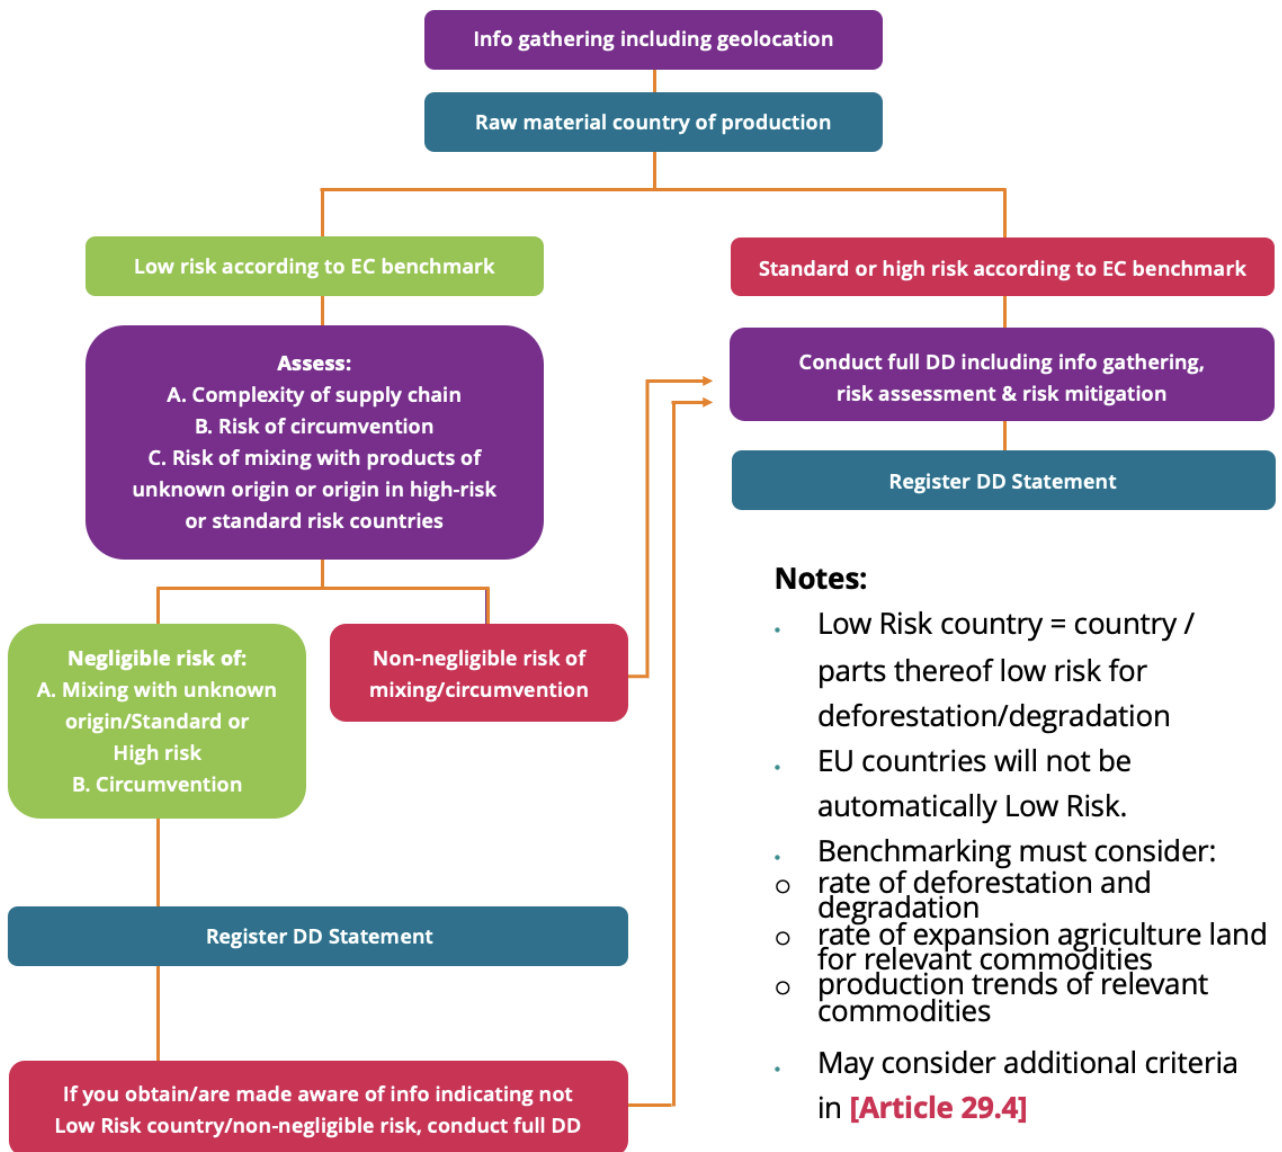 Info gathering including geolocation
Raw material country of production
Low risk according to EC benchmark
Standard or high risk according to EC benchmark
Assess:
A. Complexity of supply chain
B. Risk of circumvention
C. Risk of mixing with products of
unknown origin or origin in high-risk
or standard risk countries
Conduct full DD including info gathering,
risk assessment & risk mitigation
Register DD Statement
Negligible risk of:
A. Mixing with unknown
origin/Standard or
High risk
B. Circumvention
Non-negligible risk of
mixing/circumvention
Register DD Statement
If you obtain/are made aware of info indicating not
Low Risk country/non-negligible risk, conduct full DD
Notes:
• Low Risk country = country /
parts thereof low risk for
deforestation/degradation
• EU countries will not be
automatically Low Risk.
• Benchmarking must consider:
o rate of deforestation and
degradation
o rate of expansion agriculture land
for relevant commodities
o production trends of relevant
commodities
• May consider additional criteria
in [Article 29.4]